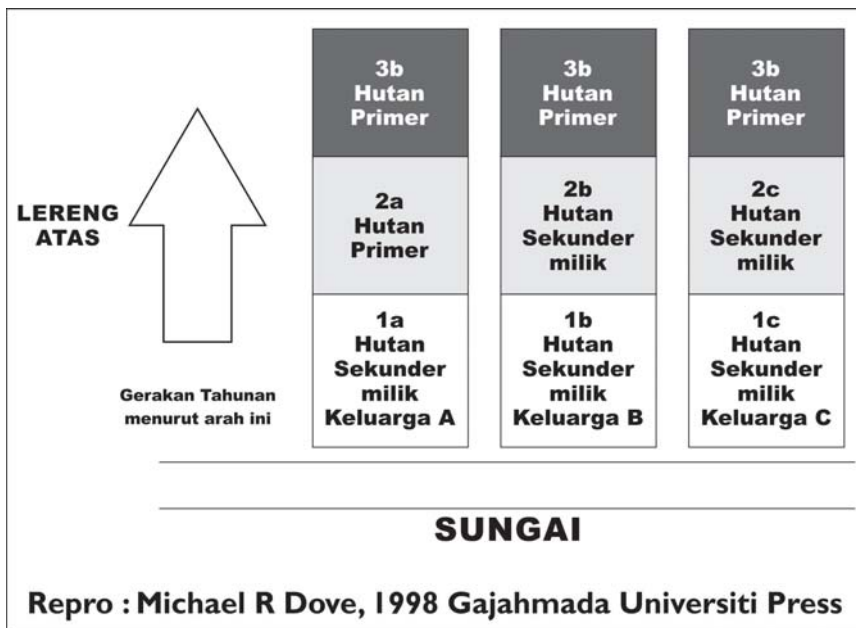 3b
Hutan
Primer
3b
Hutan
Primer
3b
Hutan
Primer
LERENG
ATAS
2a
Hutan
Primer
2b
Hutan
Sekunder
milik
2c
Hutan
Sekunder
milik
Gerakan Tahunan
menurut arah ini
1a
Hutan
Sekunder
milik
Keluarga A
1b
Hutan
Sekunder
milik
Keluarga B
1c
Hutan
Sekunder
milik
Keluarga C
SUNGAI
Repro : Michael R Dove, 1998 Gajahmada Universiti Press